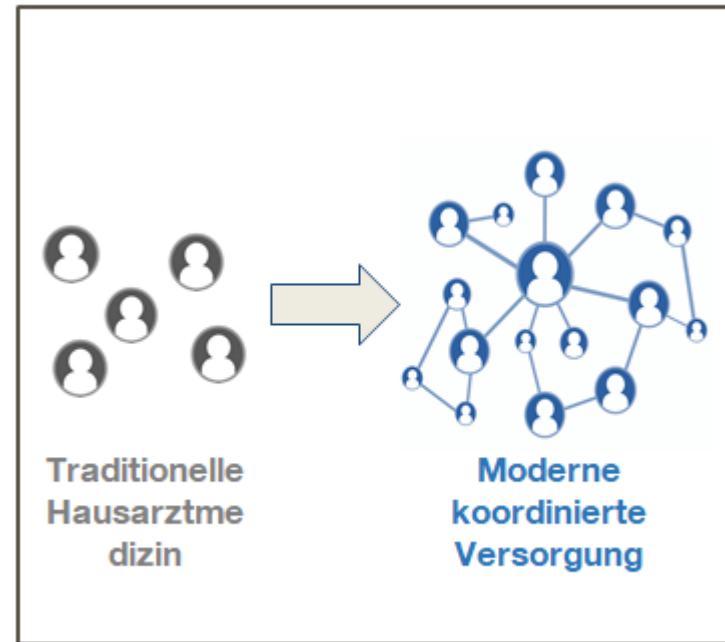 Traditionelle
Hausarztme
dizin
Moderne
koordinierte
Versorgung